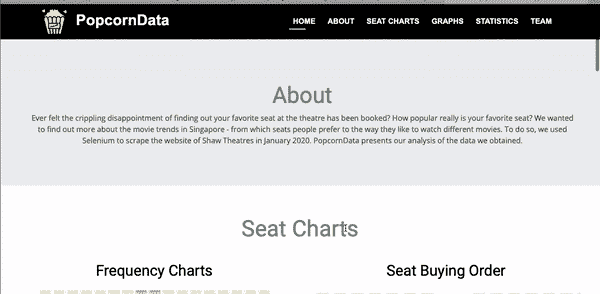 PopcornData
HOME ABOUT SEAT CHARTS GRAPHS STATISTICS TEAM
About
Ever felt the crippling disappointment of finding out your favorite seat at the theatre has been booked? How popular really is your favorite seat? We wanted
to find out more about the movie trends in Singapore - from which seats people prefer to the way they like to watch different movies. To do so, we used
Selenium to scrape the website of Shaw Theatres in January 2020. PopcornData presents our analysis of the data we obtained.
Seat Charts
Frequency Charts
Seat Buying Order